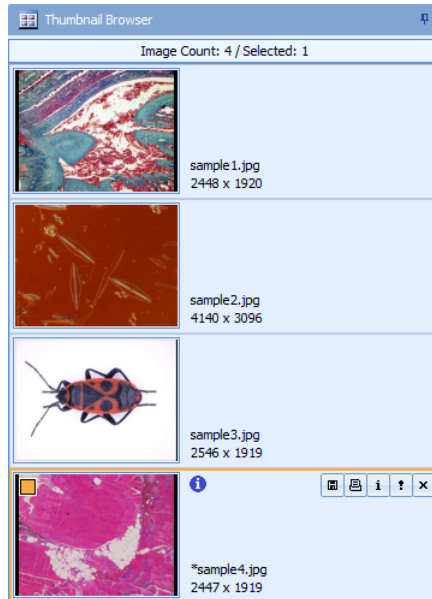 Thumbnail Browser
Image Count: 4 / Selected: 1
sample1.jpg
2448 x 1920
sample2.jpg
4140 x 3096
sample3.jpg
2546 x 1919
*sample4.jpg
2447 x 1919